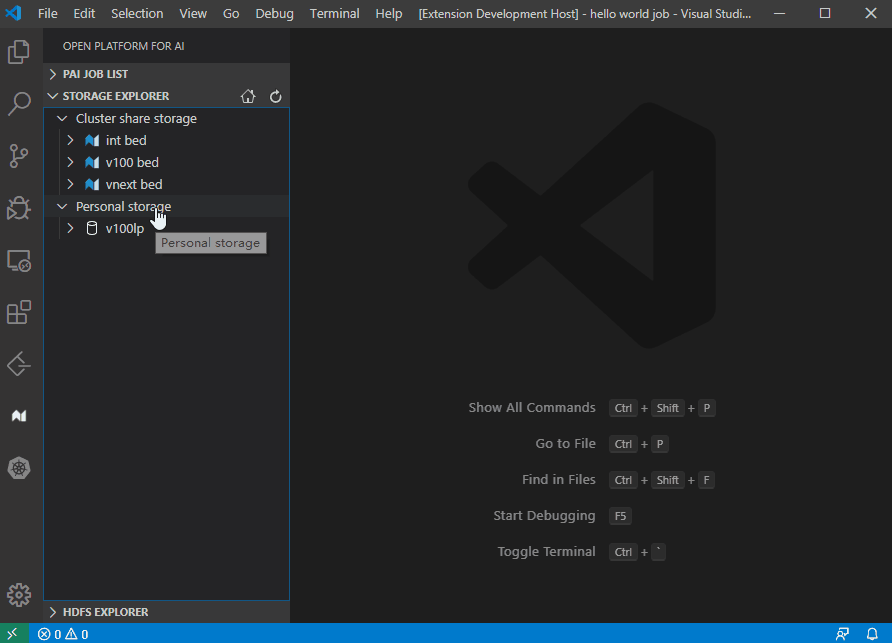 File Edit Selection View Go Debug Terminal Help [Extension Development Host] - hello world job - Visual Studi...
OPEN PLATFORM FOR AI
PAI JOB LIST
STORAGE EXPLORER
Cluster share storage
int bed
v100 bed
vnext bed
Personal storage
v100lp
Personal storage
Show All Commands Ctrl + Shift + P
Go to File Ctrl + P
Find in Files Ctrl + Shift + F
Start Debugging F5
Toggle Terminal Ctrl + `
HDFS EXPLORER
0 0